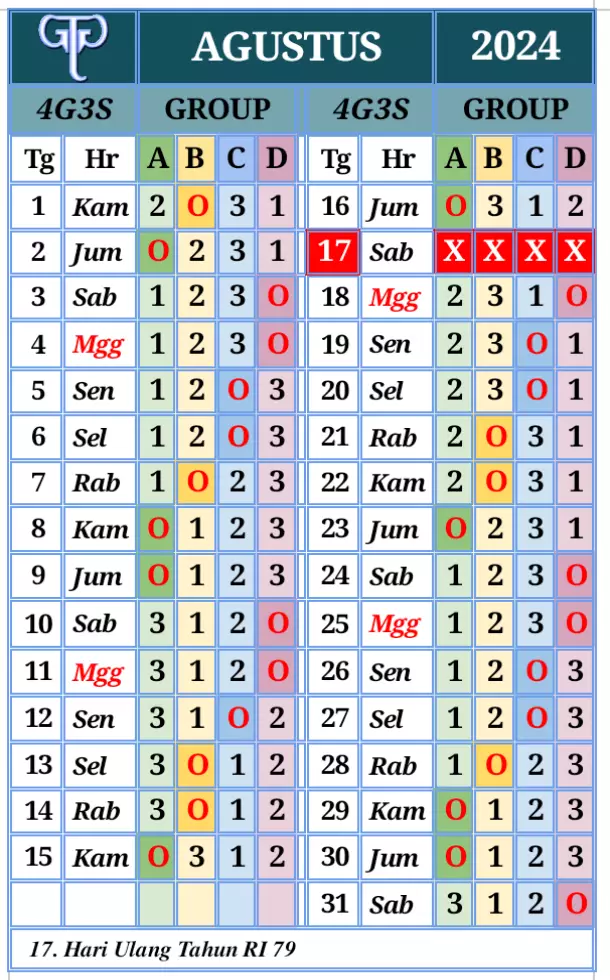 AGUSTUS 2024
4G3S GROUP 4G3S GROUP
Tg Hr A B C D Tg Hr A B C D
1 Kam 2 O 3 1 16 Jum O 3 1 2
2 Jum O 2 3 1 17 Sab X X X X
3 Sab 1 2 3 O 18 Mgg 2 3 1 O
4 Mgg 1 2 3 O 19 Sen 2 3 O 1
5 Sen 1 2 O 3 20 Sel 2 3 O 1
6 Sel 1 2 O 3 21 Rab 2 O 3 1
7 Rab 1 O 2 3 22 Kam 2 O 3 1
8 Kam O 1 2 3 23 Jum O 2 3 1
9 Jum O 1 2 3 24 Sab 1 2 3 O
10 Sab 3 1 2 O 25 Mgg 1 2 3 O
11 Mgg 3 1 2 O 26 Sen 1 2 O 3
12 Sen 3 1 O 2 27 Sel 1 2 O 3
13 Sel 3 O 1 2 28 Rab 1 O 2 3
14 Rab 3 O 1 2 29 Kam O 1 2 3
15 Kam O 3 1 2 30 Jum O 1 2 3
31 Sab 3 1 2 O
17. Hari Ulang Tahun RI 79